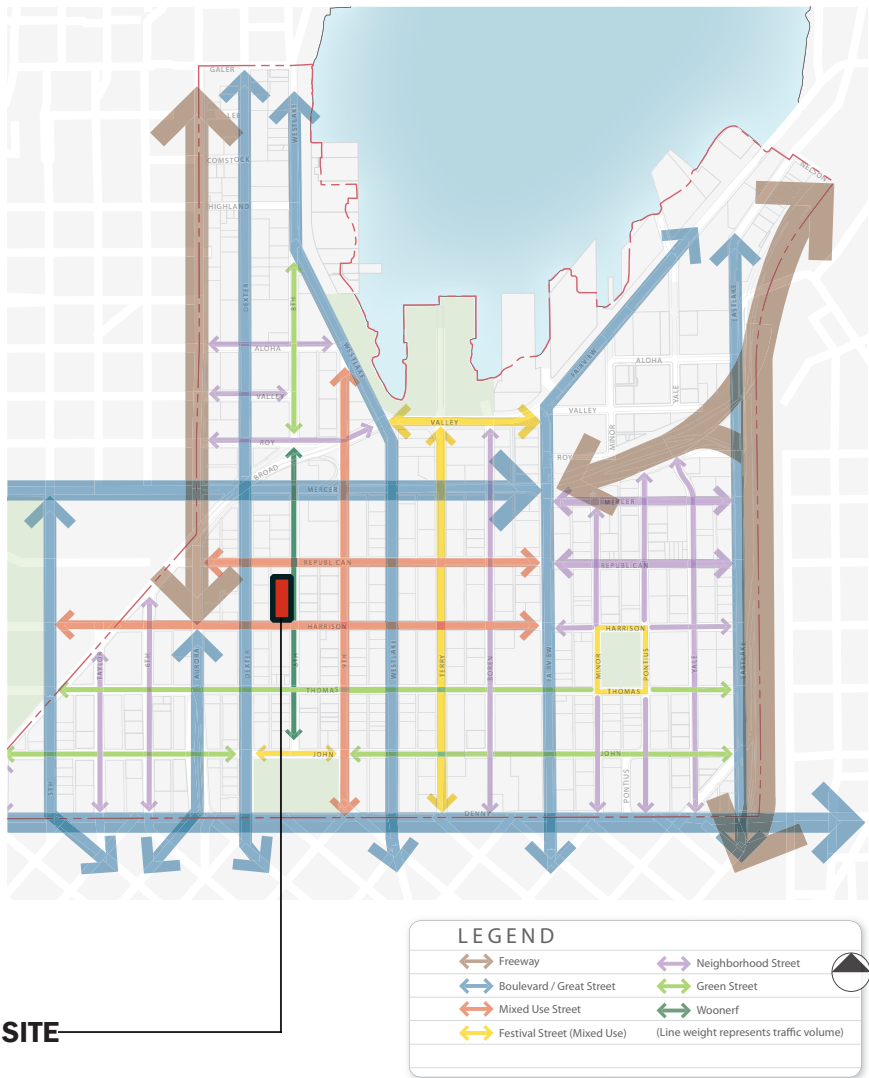 GALER
COMSTOCK
HIGHLAND
WESTLAKE
NELSON
DEXTER
8TH
EASTLAKE
ALOHA
WESTLAKE
FAIRVIEW
ALOHA
VALLEY
YALE
VALLEY
VALLEY
MINOR
ROY
ROY
BROAD
MERCER
MERCER
REPUBLICAN
REPUBLICAN
HARRISON
HARRISON
TAYLOR
6TH
AURORA
DEXTER
8TH
9TH
WESTLAKE
TERRY
BOREN
FAIRVIEW
MINOR
PONTIUS
YALE
EASTLAKE
THOMAS
THOMAS
JOHN
JOHN
5TH
PONTIUS
DENNY
LEGEND
Freeway
Neighborhood Street
Boulevard / Great Street
Green Street
Mixed Use Street
Woonerf
Festival Street (Mixed Use)
(Line weight represents traffic volume)
SITE